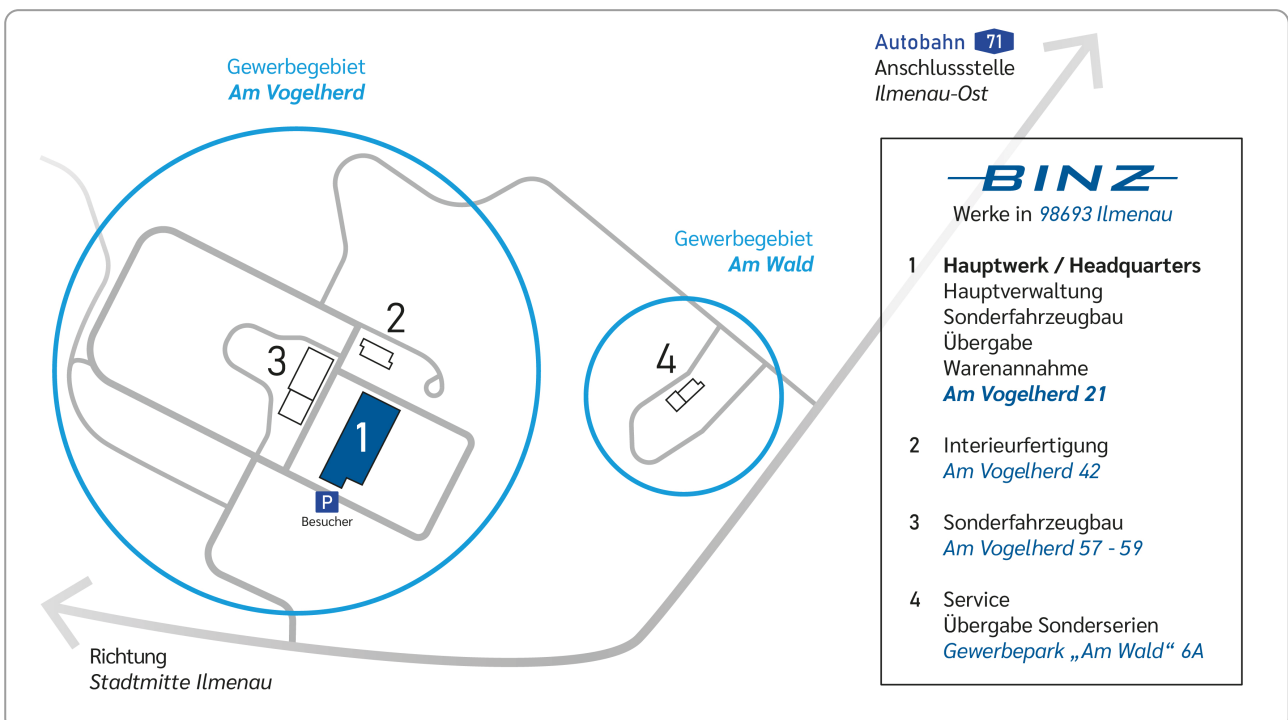 Gewerbegebiet
Am Vogelherd
Autobahn 71
Anschlussstelle
Ilmenau-Ost
Gewerbegebiet
Am Wald
2
3
4
1
P
Besucher
Richtung
Stadtmitte Ilmenau
BINZ
Werke in 98693 Ilmenau
1 Hauptwerk / Headquarters
Hauptverwaltung
Sonderfahrzeugbau
Übergabe
Warenannahme
Am Vogelherd 21
2 Interieurfertigung
Am Vogelherd 42
3 Sonderfahrzeugbau
Am Vogelherd 57 - 59
4 Service
Übergabe Sonderserien
Gewerbepark „Am Wald“ 6A